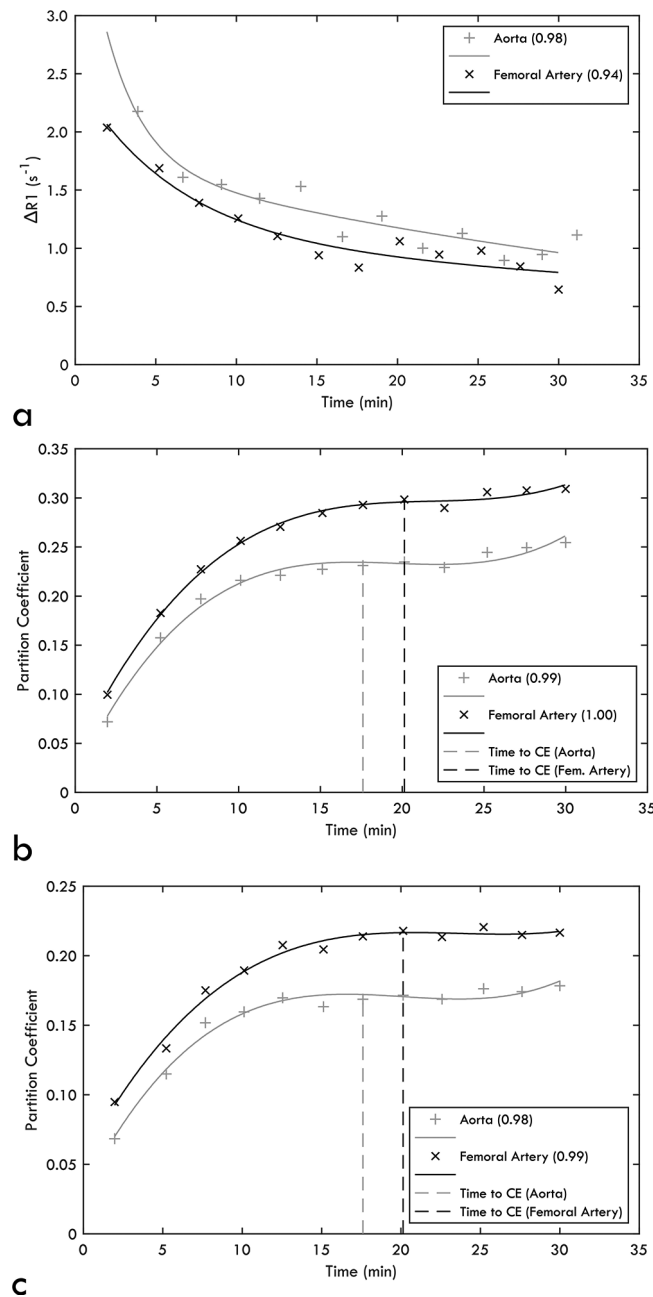 3.0
2.5
2.0
1.5
1.0
0.5
0
ΔR1 (s⁻¹)
Aorta (0.98)
Femoral Artery (0.94)
0 5 10 15 20 25 30 35
Time (min)
a
0.35
0.30
0.25
0.20
0.15
0.10
0.05
0
Partition Coefficient
Aorta (0.99)
Femoral Artery (1.00)
Time to CE (Aorta)
Time to CE (Fem. Artery)
0 5 10 15 20 25 30 35
Time (min)
b
0.25
0.20
0.15
0.10
0.05
0
Partition Coefficient
Aorta (0.98)
Femoral Artery (0.99)
Time to CE (Aorta)
Time to CE (Femoral Artery)
0 5 10 15 20 25 30 35
Time (min)
c